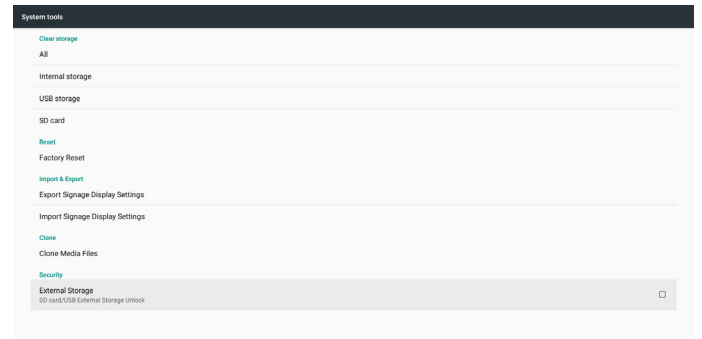 System tools
Clear storage
All
Internal storage
USB storage
SD card
Reset
Factory Reset
Import & Export
Export Signage Display Settings
Import Signage Display Settings
Clone
Clone Media Files
Security
External Storage
SD card/USB External Storage Unlock